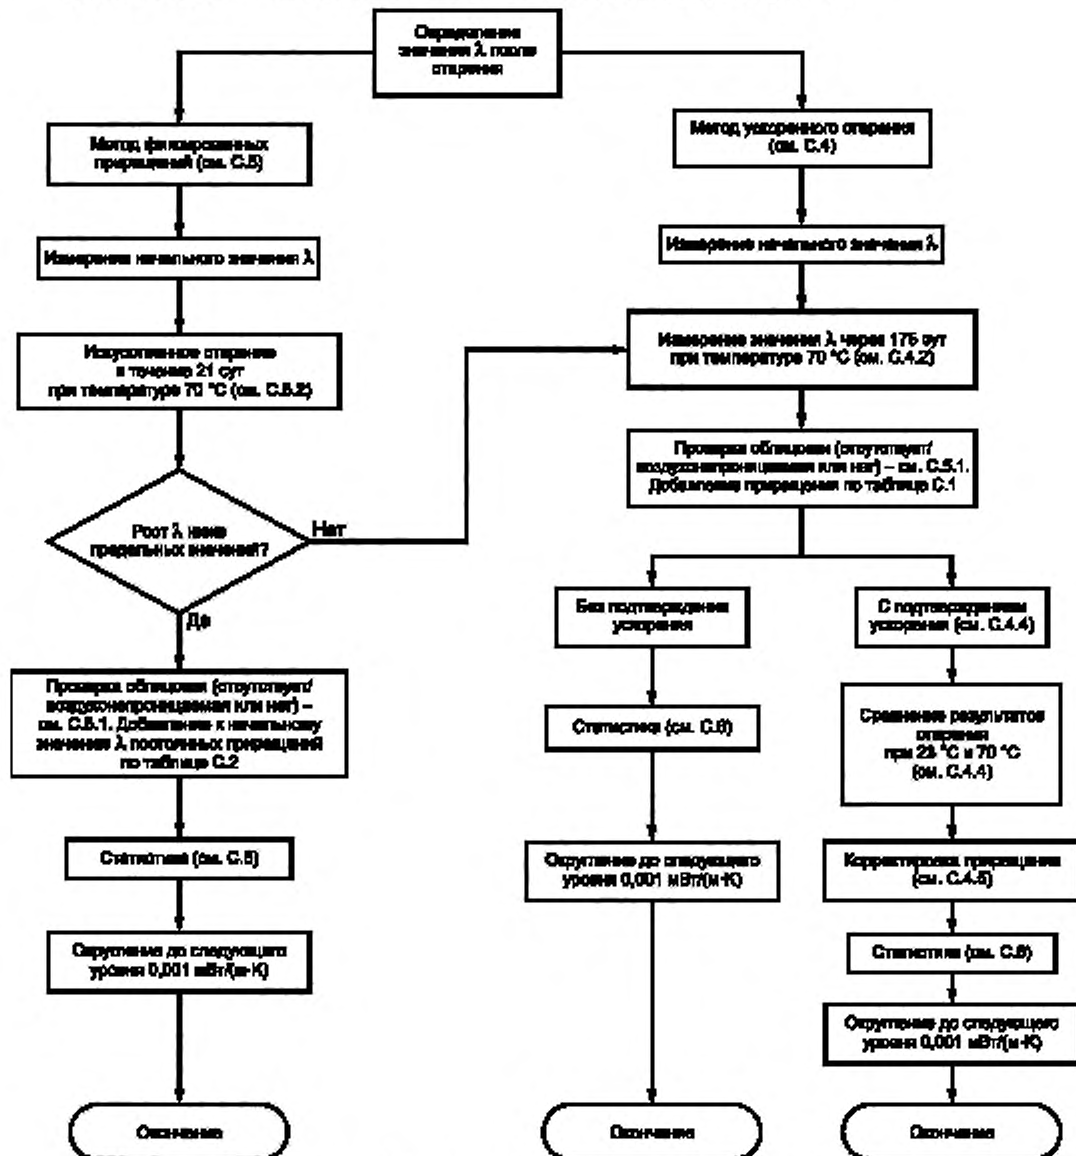 Определение
значения λ после
старения
Метод фиксированных
приращений (см. С.5)
Измерение начального значения λ
Искусственное старение
в течение 21 сут
при температуре 70 °С (см. С.5.2)
Рост λ ниже
предельных значений?
Нет
Да
Проверка облицовки (отсутствует/
воздухонепроницаемая или нет) –
см. С.5.1. Добавление к начальному
значения λ постоянных приращений
по таблице С.2
Статистика (см. С.6)
Округление до следующего
уровня 0,001 мВт/(м·К)
Окончание
Метод ускоренного старения
(см. С.4)
Измерение начального значения λ
Измерение значения λ через 175 сут
при температуре 70 °С (см. С.4.2)
Проверка облицовки (отсутствует/
воздухонепроницаемая или нет) – см. С.5.1.
Добавление приращения по таблице С.1
Без подтверждения
ускорения
Статистика (см. С.6)
Округление до следующего
уровня 0,001 мВт/(м·К)
Окончание
С подтверждением
ускорения (см. С.4.4)
Сравнение результатов
старения
при 23 °С и 70 °С
(см. С.4.4)
Корректировка приращения
(см. С.4.5)
Статистика (см. С.6)
Округление до следующего
уровня 0,001 мВт/(м·К)
Окончание